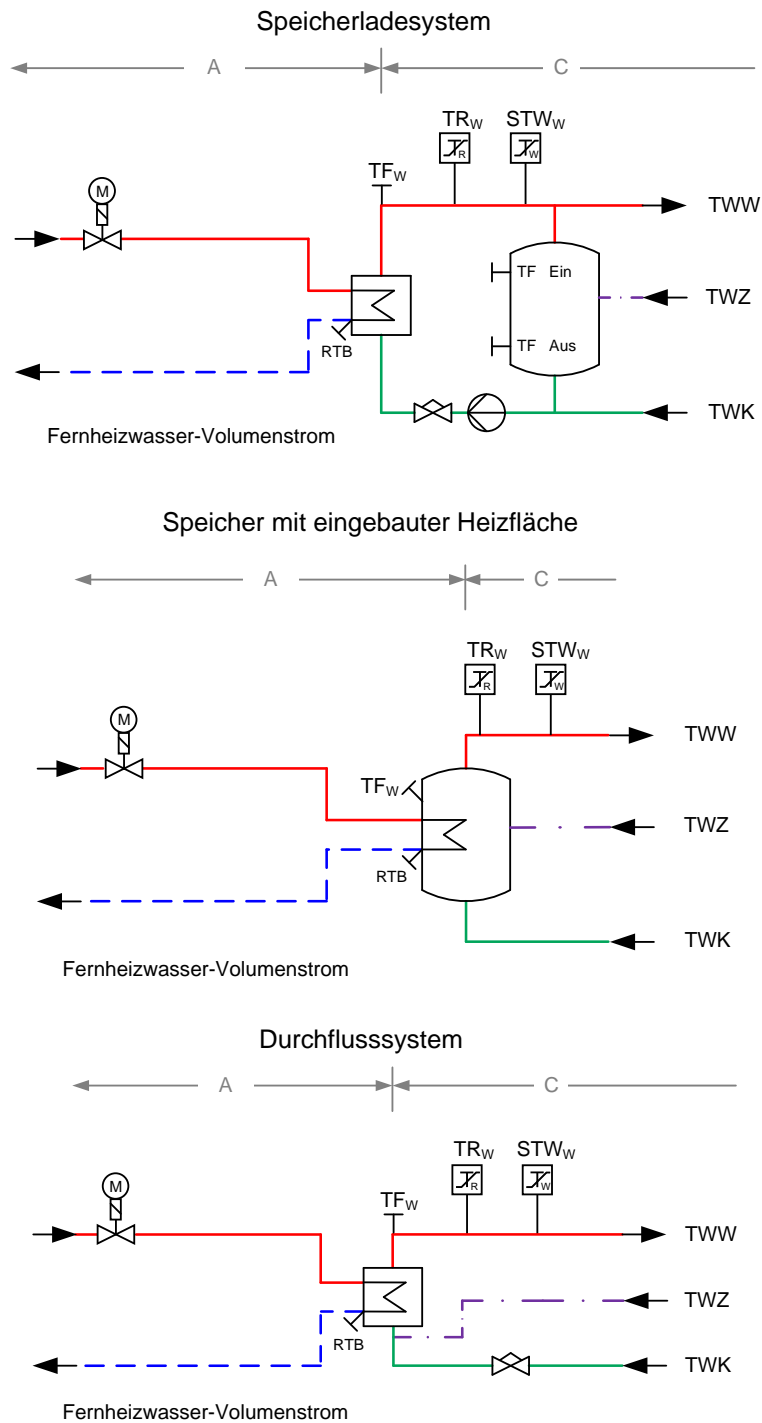 Speicherladesystem
A C
TRW STWW
R W
TFW
M
TWW
TF Ein
TWZ
TF Aus
RTB
TWK
Fernheizwasser-Volumenstrom
Speicher mit eingebauter Heizfläche
A C
TRW STWW
R W
M
TWW
TFW
TWZ
RTB
TWK
Fernheizwasser-Volumenstrom
Durchflusssystem
A C
TRW STWW
M
R W
TFW
TWW
TWZ
RTB
TWK
Fernheizwasser-Volumenstrom